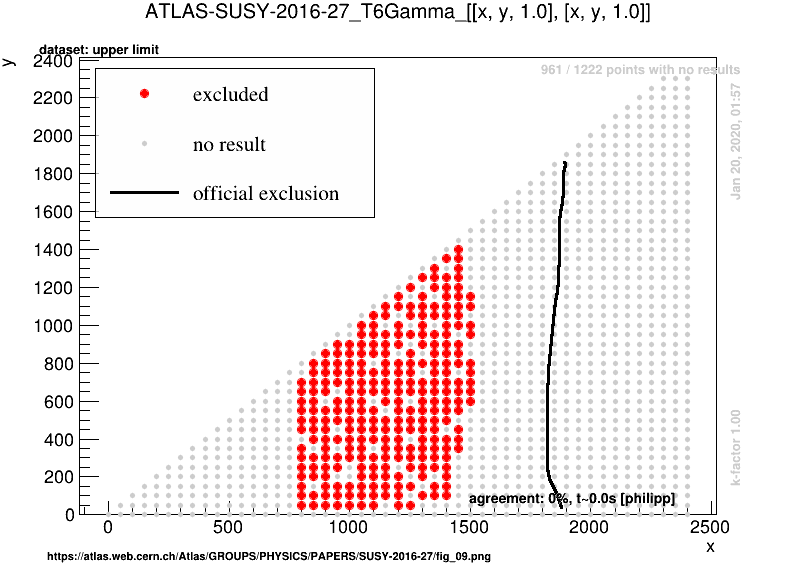 ATLAS-SUSY-2016-27_T6Gamma_[[x, y, 1.0], [x, y, 1.0]]
dataset: upper limit
961 / 1222 points with no results
y
2400
2200
2000
1800
1600
1400
1200
1000
800
600
400
200
0
excluded
no result
official exclusion
Jan 20, 2020, 01:57
k-factor 1.00
agreement: 0%, t~0.0s [philipp]
0 500 1000 1500 2000 2500
x
https://atlas.web.cern.ch/Atlas/GROUPS/PHYSICS/PAPERS/SUSY-2016-27/fig_09.png